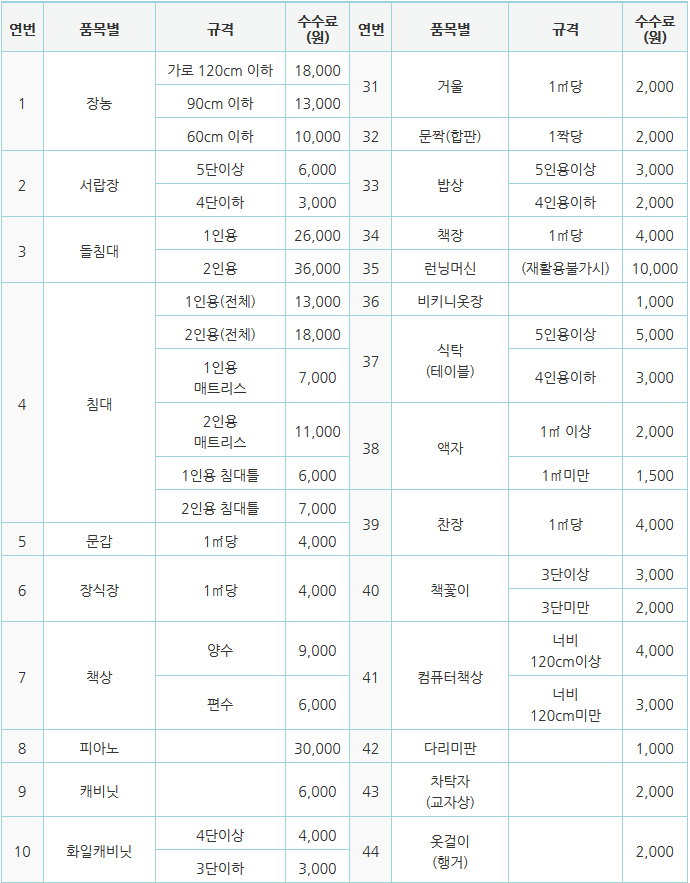 연번 품목별 규격 수수료 (원) 연번 품목별 규격 수수료 (원)
1 장농 가로 120cm 이하 18,000 31 거울 1㎡당 2,000
90cm 이하 13,000
60cm 이하 10,000 32 문짝(합판) 1짝당 2,000
2 서랍장 5단이상 6,000 33 밥상 5인용이상 3,000
4단이하 3,000 4인용이하 2,000
3 돌침대 1인용 26,000 34 책장 1㎡당 4,000
2인용 36,000 35 런닝머신 (재활용불가시) 10,000
4 침대 1인용(전체) 13,000 36 비키니옷장 1,000
2인용(전체) 18,000 37 식탁 (테이블) 5인용이상 5,000
1인용 매트리스 7,000 4인용이하 3,000
2인용 매트리스 11,000 38 액자 1㎡ 이상 2,000
1인용 침대틀 6,000 1㎡미만 1,500
2인용 침대틀 7,000 39 찬장 1㎡당 4,000
5 문갑 1㎡당 4,000
6 장식장 1㎡당 4,000 40 책꽂이 3단이상 3,000
3단미만 2,000
7 책상 양수 9,000 41 컴퓨터책상 너비 120cm이상 4,000
편수 6,000 너비 120cm미만 3,000
8 피아노 30,000 42 다리미판 1,000
9 캐비닛 6,000 43 차탁자 (교자상) 2,000
10 화일캐비닛 4단이상 4,000 44 옷걸이 (행거) 2,000
3단이하 3,000